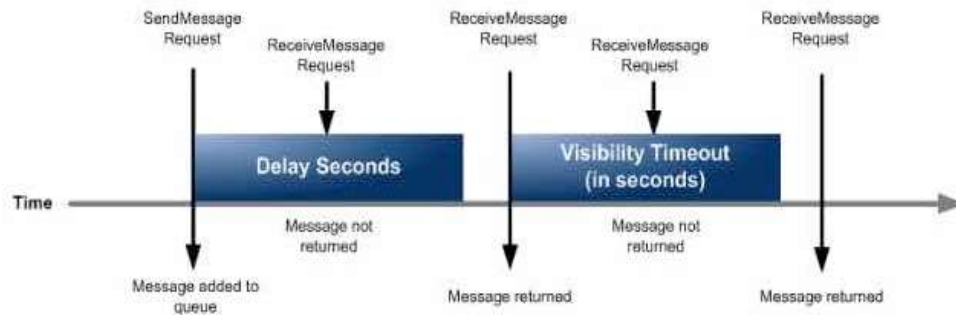 SendMessage
Request
ReceiveMessage
Request
ReceiveMessage
Request
ReceiveMessage
Request
ReceiveMessage
Request
Delay Seconds
Visibility Timeout
(in seconds)
Time
Message not
returned
Message not
returned
Message added to
queue
Message returned
Message returned